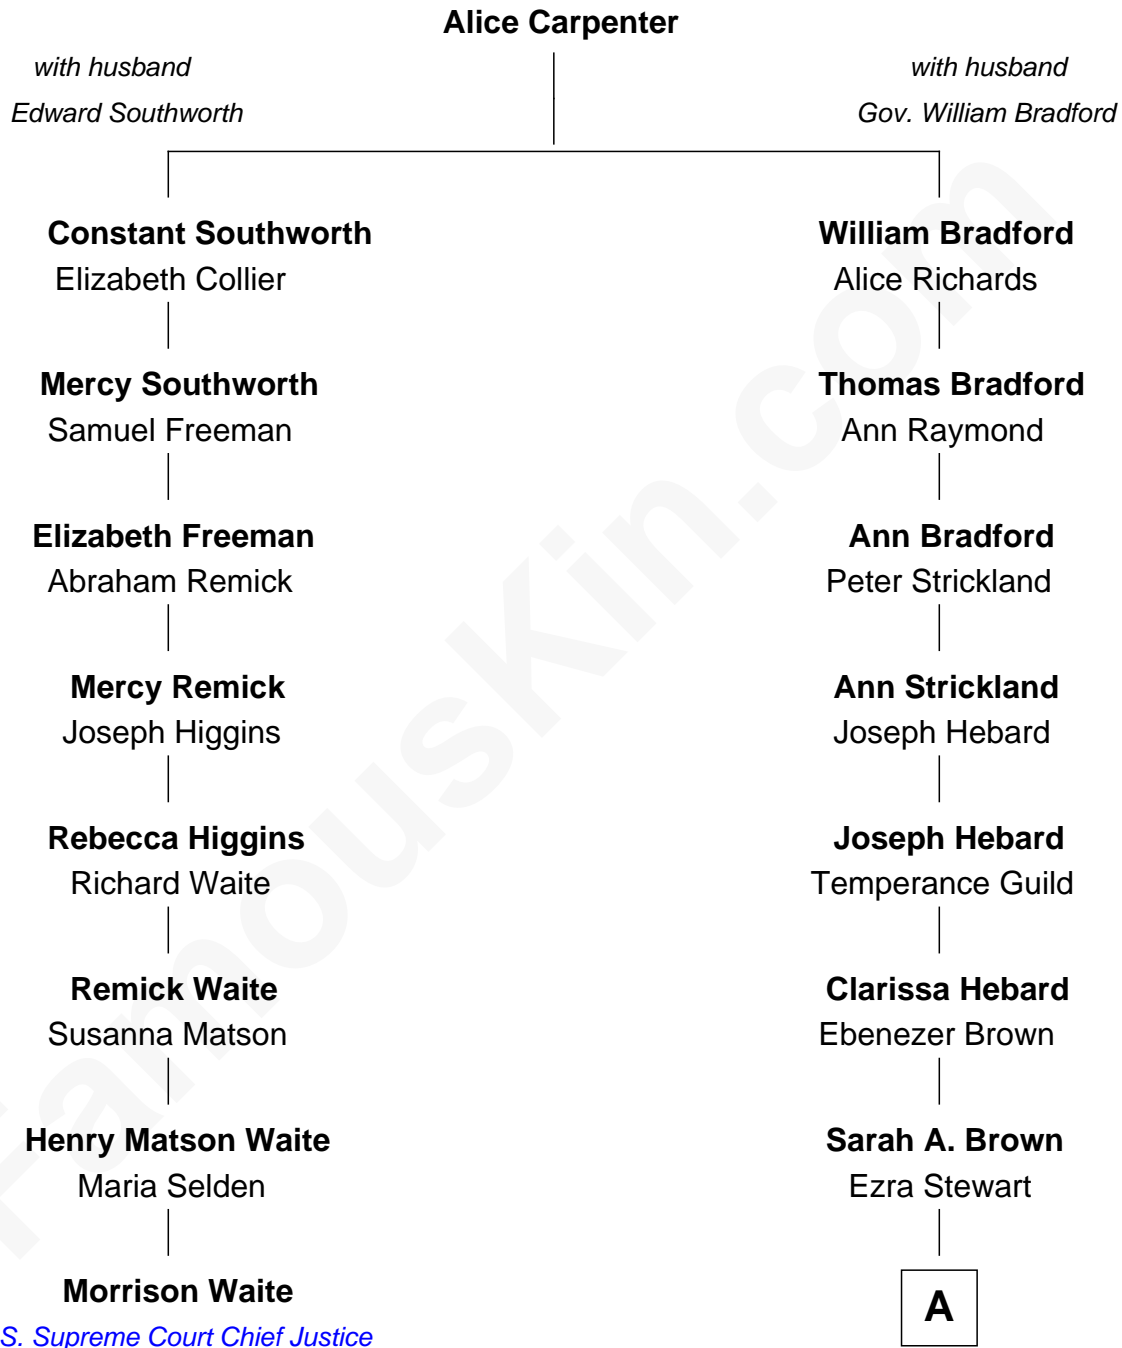 Alice Carpenter
with husband
Edward Southworth
with husband
Gov. William Bradford
Constant Southworth
Elizabeth Collier
William Bradford
Alice Richards
Mercy Southworth
Samuel Freeman
Thomas Bradford
Ann Raymond
Elizabeth Freeman
Abraham Remick
Ann Bradford
Peter Strickland
Mercy Remick
Joseph Higgins
Ann Strickland
Joseph Hebard
Rebecca Higgins
Richard Waite
Joseph Hebard
Temperance Guild
Remick Waite
Susanna Matson
Clarissa Hebard
Ebenezer Brown
Henry Matson Waite
Maria Selden
Sarah A. Brown
Ezra Stewart
Morrison Waite
S. Supreme Court Chief Justice
A
FamousKin.com